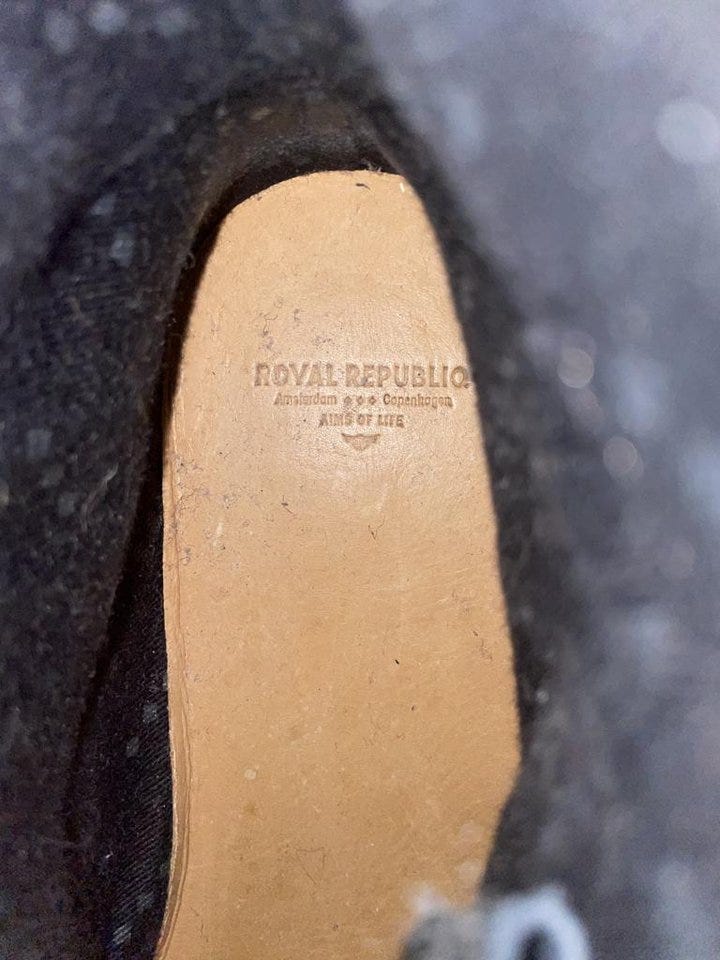 ROYAL REPUBLIQ
Amsterdam Copenhagen
AIMS OF LIFE